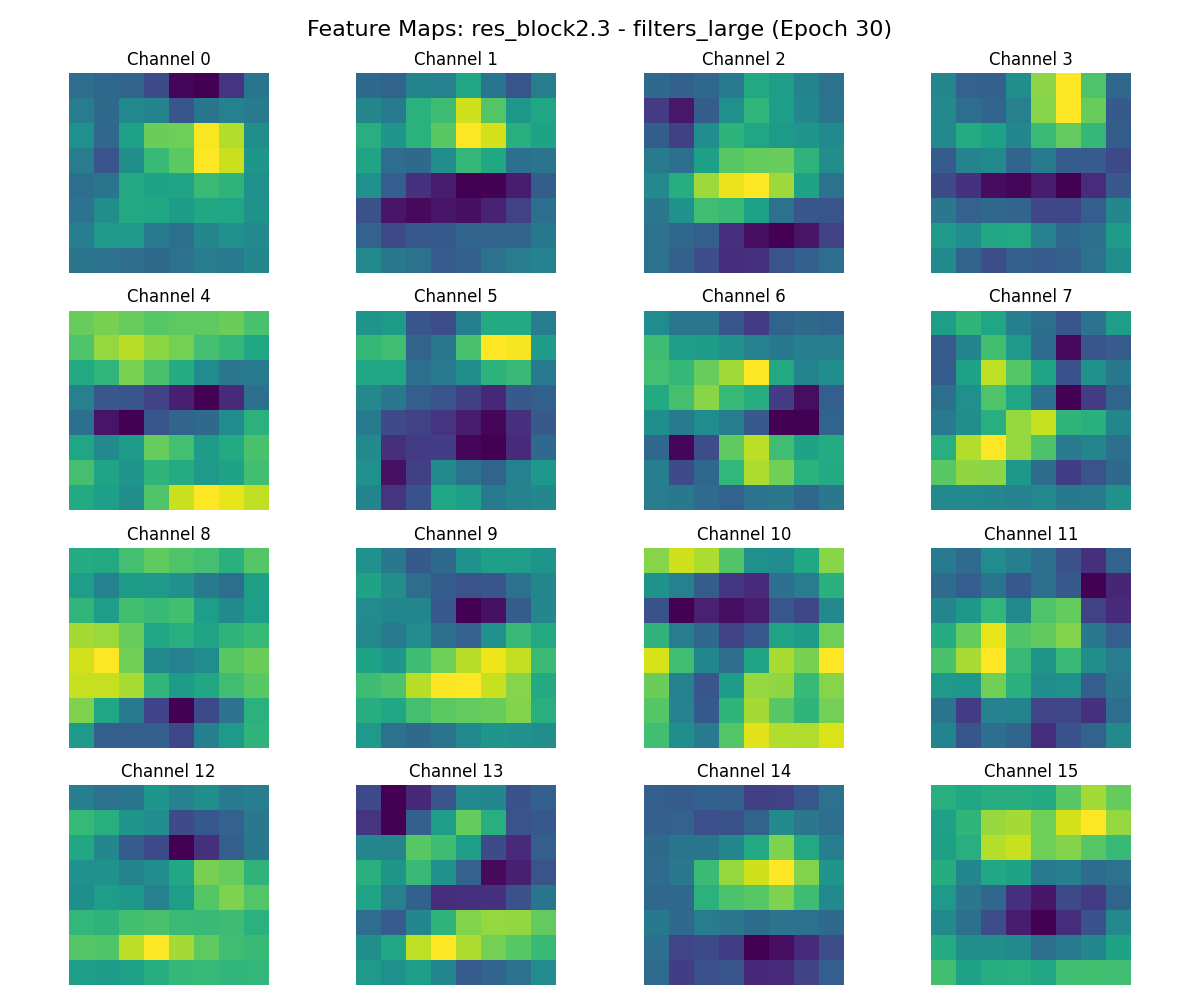 Feature Maps: res_block2.3 - filters_large (Epoch 30)
Channel 0
Channel 1
Channel 2
Channel 3
Channel 4
Channel 5
Channel 6
Channel 7
Channel 8
Channel 9
Channel 10
Channel 11
Channel 12
Channel 13
Channel 14
Channel 15